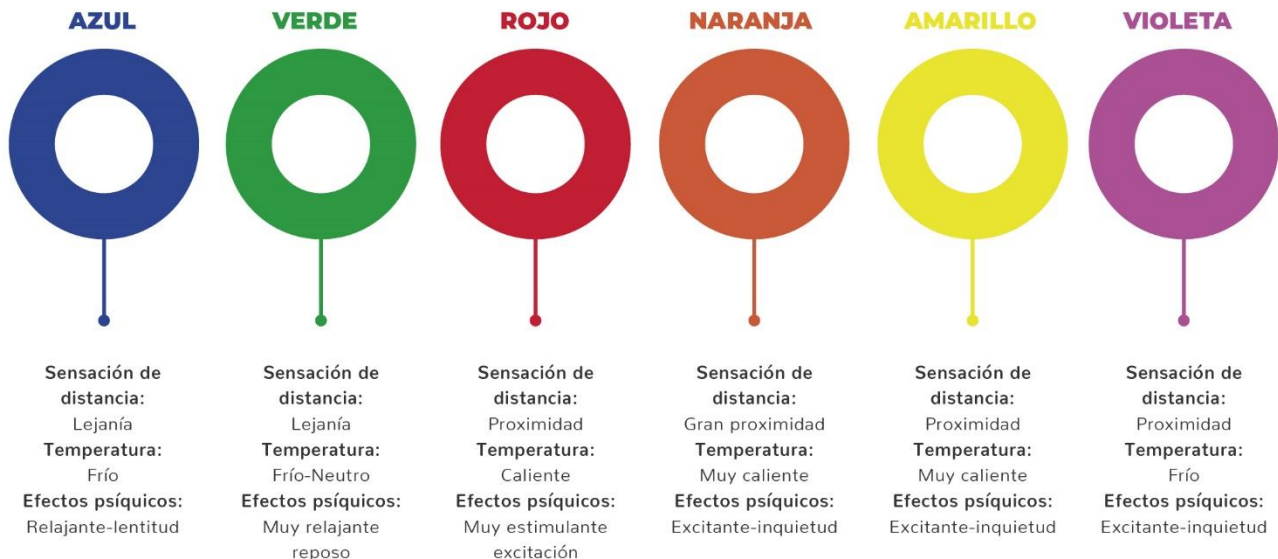 AZUL
Sensación de
distancia:
Lejanía
Temperatura:
Frío
Efectos psíquicos:
Relajante-lentitud
VERDE
Sensación de
distancia:
Lejanía
Temperatura:
Frío-Neutro
Efectos psíquicos:
Muy relajante
reposo
ROJO
Sensación de
distancia:
Proximidad
Temperatura:
Caliente
Efectos psíquicos:
Muy estimulante
excitación
NARANJA
Sensación de
distancia:
Gran proximidad
Temperatura:
Muy caliente
Efectos psíquicos:
Excitante-inquietud
AMARILLO
Sensación de
distancia:
Proximidad
Temperatura:
Muy caliente
Efectos psíquicos:
Excitante-inquietud
VIOLETA
Sensación de
distancia:
Proximidad
Temperatura:
Frío
Efectos psíquicos:
Excitante-inquietud